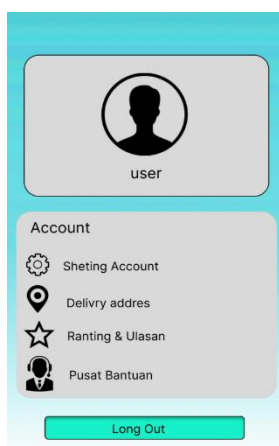 user
Account
Sheting Account
Delivry addres
Ranting & Ulasan
Pusat Bantuan
Long Out